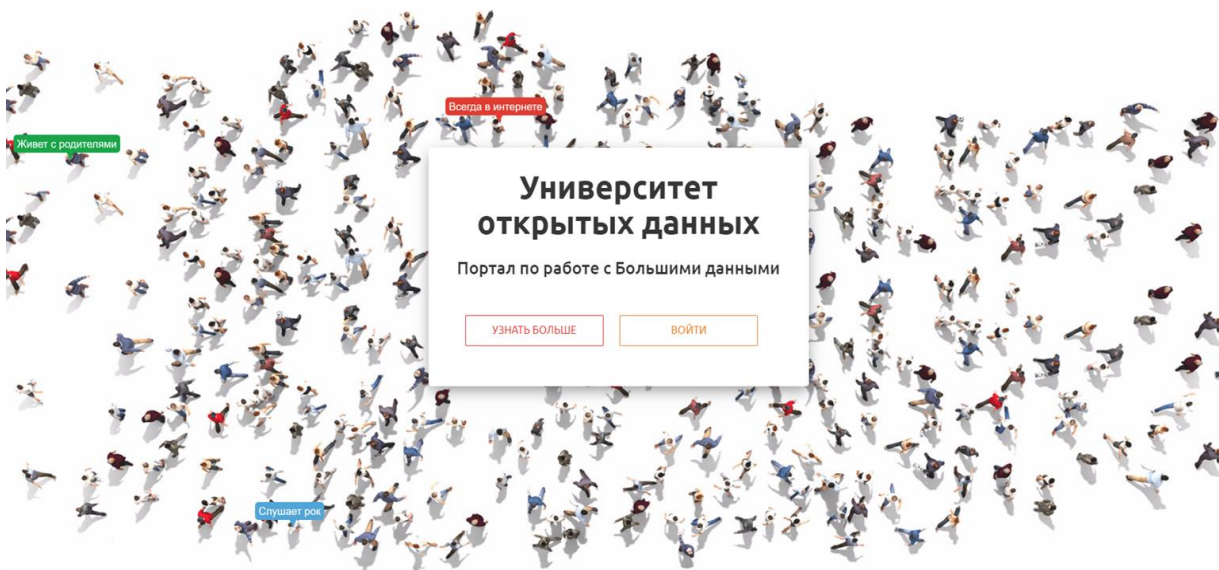 Всегда в интернете
Живет с родителями
Университет
открытых данных
Портал по работе с Большими данными
УЗНАТЬ БОЛЬШЕ
ВОЙТИ
Слушает рок